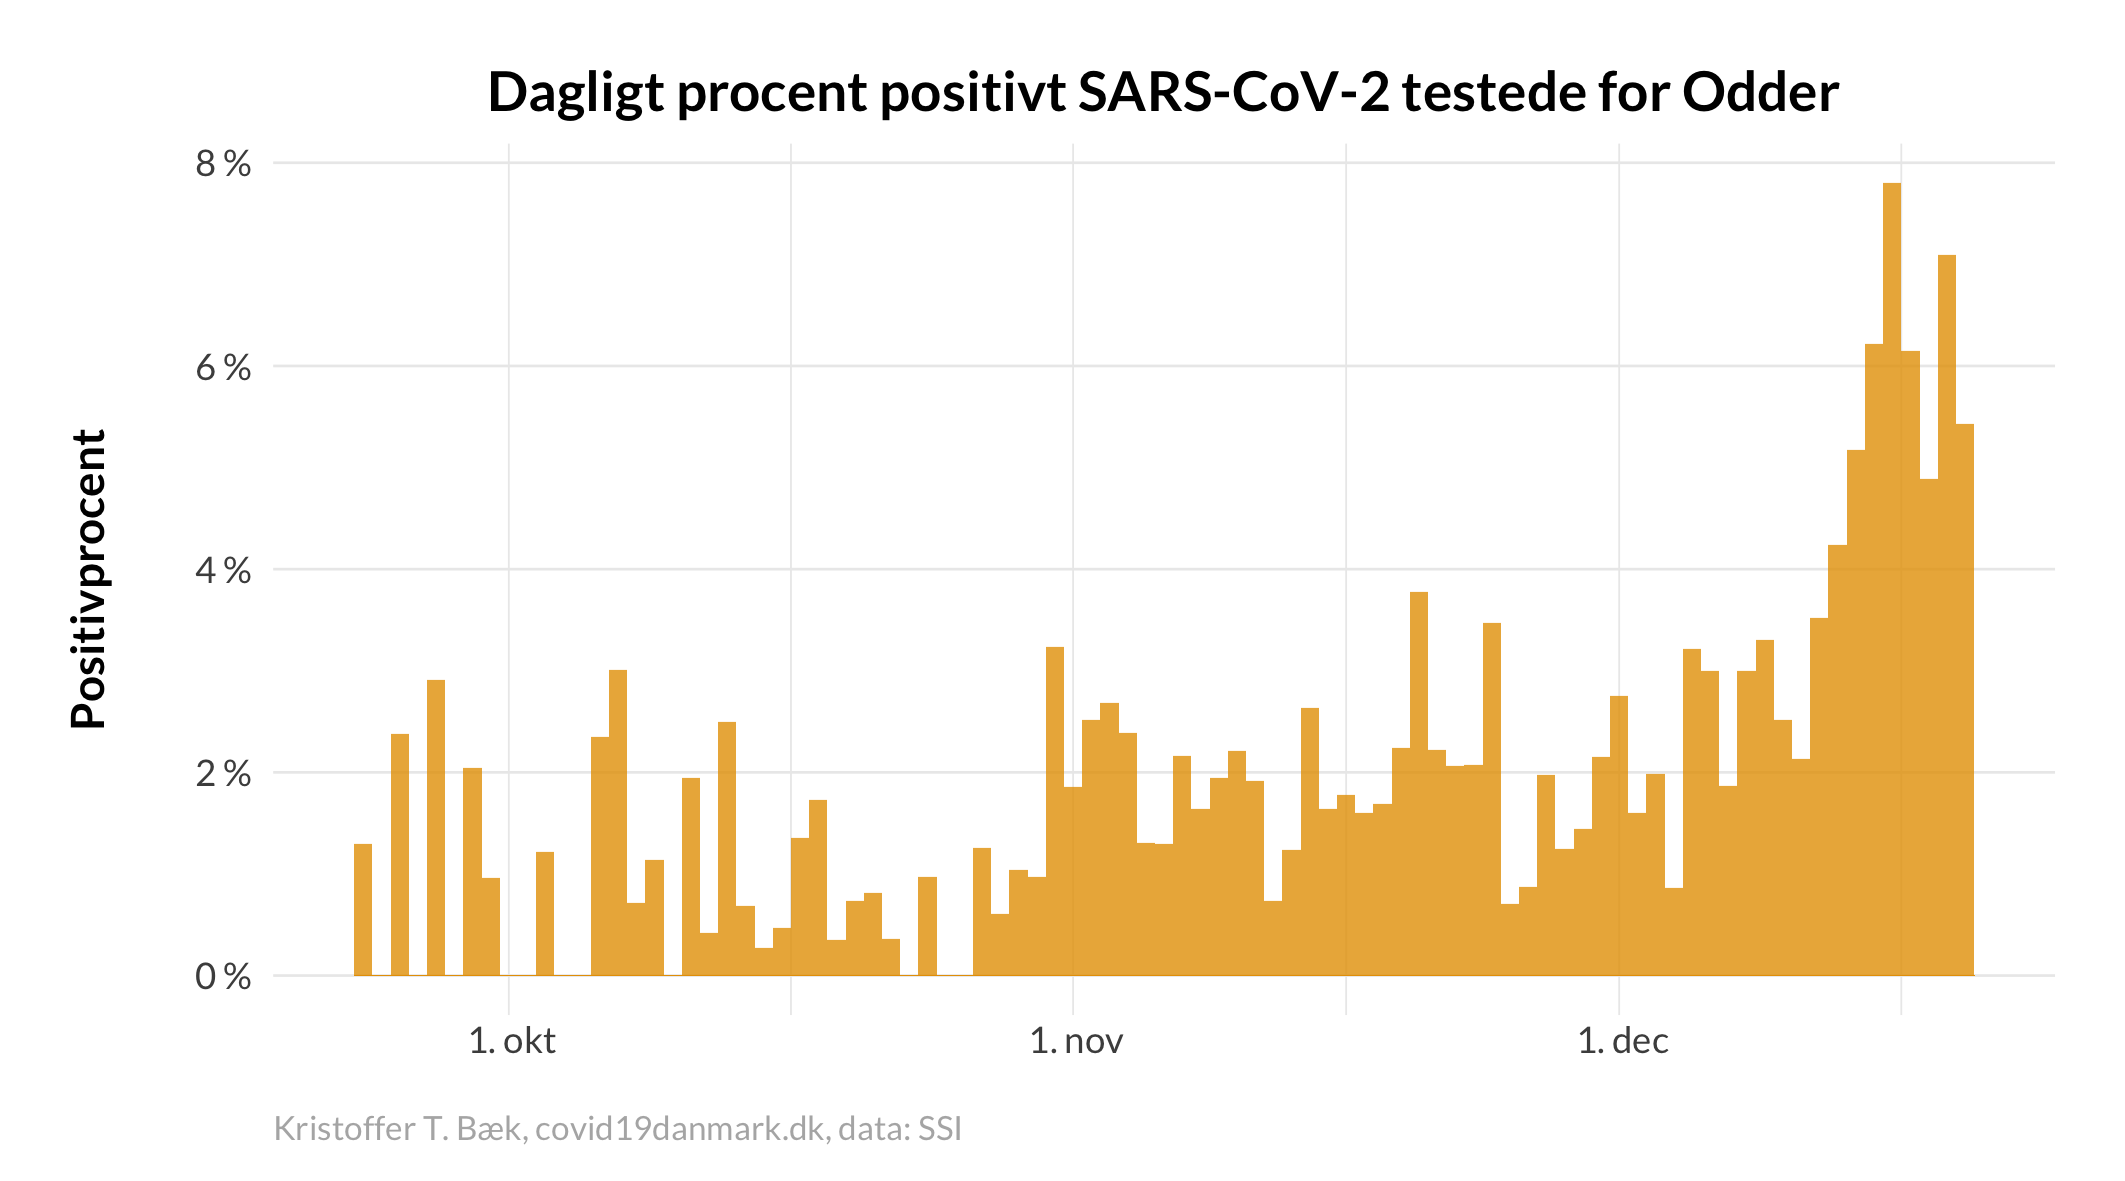 Dagligt procent positivt SARS-CoV-2 testede for Odder
Positivprocent
8 %
6 %
4 %
2 %
0 %
1. okt
1. nov
1. dec
Kristoffer T. Bæk, covid19danmark.dk, data: SSI